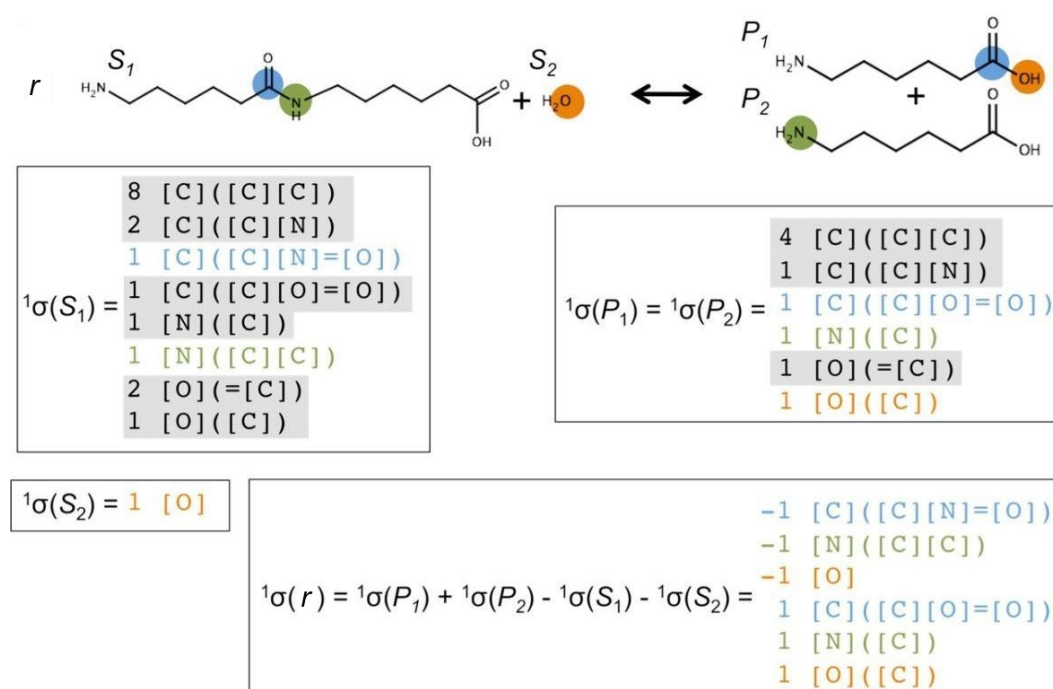 r
S₁
H₂N
O
N
H
O
OH
+
S₂
H₂O
P₁
H₂N
O
OH
+
P₂
H₂N
O
OH
¹σ(S₁) =
8 [C]([C][C])
2 [C]([C][N])
1 [C]([C][N]=[O])
1 [C]([C][O]=[O])
1 [N]([C])
1 [N]([C][C])
2 [O](=[C])
1 [O]([C])
¹σ(P₁) = ¹σ(P₂) =
4 [C]([C][C])
1 [C]([C][N])
1 [C]([C][O]=[O])
1 [N]([C])
1 [O](=[C])
1 [O]([C])
¹σ(S₂) = 1 [O]
¹σ(r) = ¹σ(P₁) + ¹σ(P₂) - ¹σ(S₁) - ¹σ(S₂) =
-1 [C]([C][N]=[O])
-1 [N]([C][C])
-1 [O]
1 [C]([C][O]=[O])
1 [N]([C])
1 [O]([C])